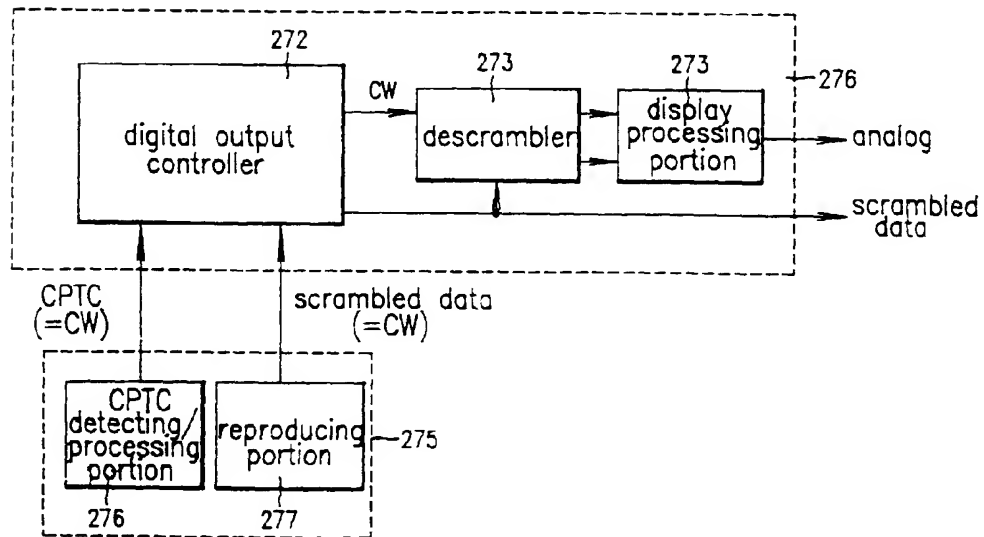 272
digital output
controller
CW
273
descrambler
273
display
processing
portion
276
analog
scrambled
data
CPTC
(=CW)
scrambled data
(=CW)
CPTC
detecting/
processing
portion
276
reproducing
portion
277
275